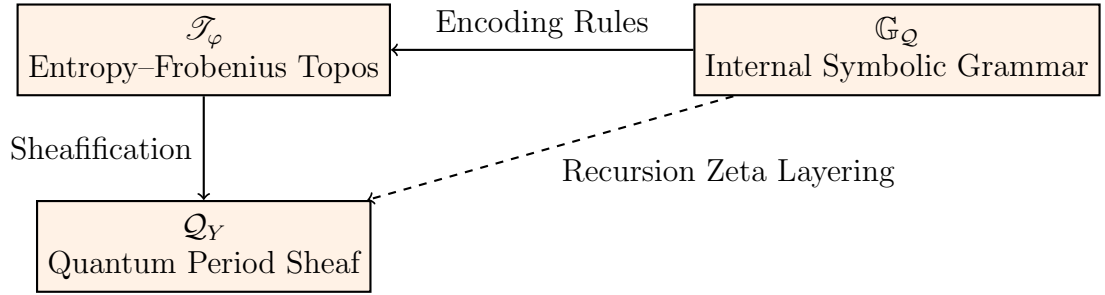 𝒯_φ
Entropy–Frobenius Topos
Encoding Rules
𝔾_𝒬
Internal Symbolic Grammar
Sheafification
Recursion Zeta Layering
𝒬_Y
Quantum Period Sheaf